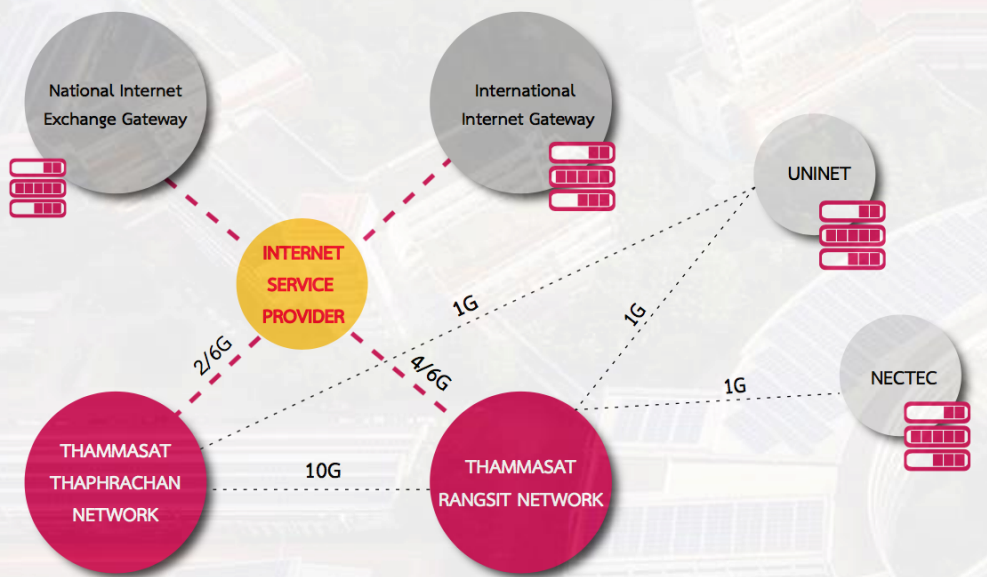 National Internet
Exchange Gateway
International
Internet Gateway
UNINET
INTERNET
SERVICE
PROVIDER
1G
1G
2/6G
4/6G
1G
NECTEC
THAMMASAT
THAPHRACHAN
NETWORK
10G
THAMMASAT
RANGSIT NETWORK